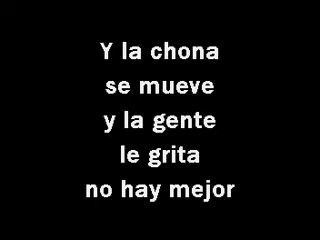 Y la chona
se mueve
y la gente
le grita
no hay mejor